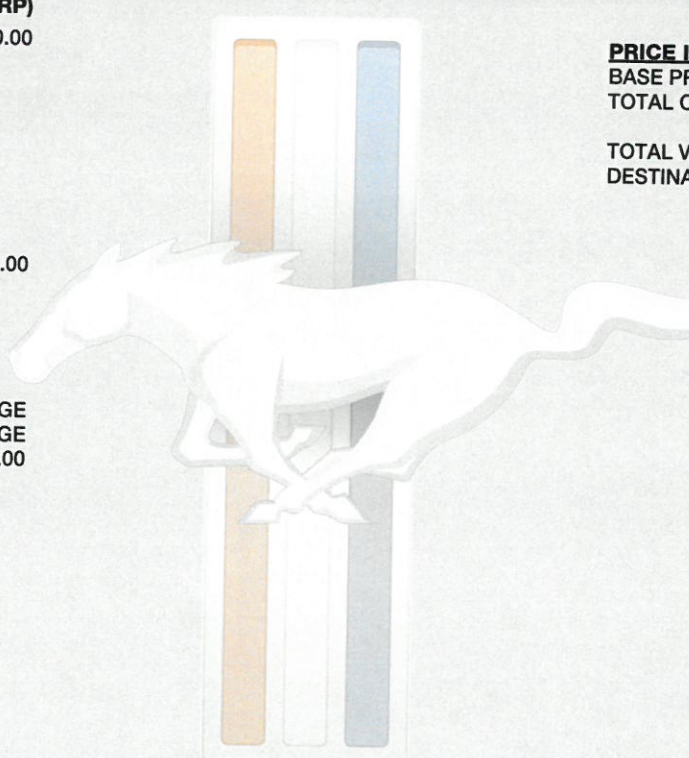 RP)
0.00
.00
GE
GE
.00
PRICE I
BASE PR
TOTAL O
TOTAL V
DESTINA